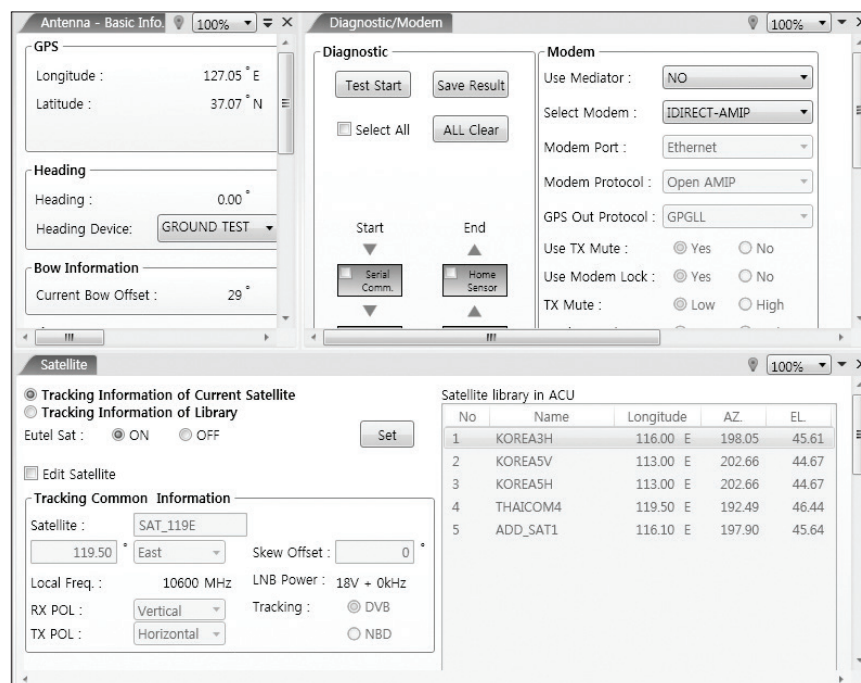 Antenna - Basic Info. 100%
GPS
Longitude : 127.05 ° E
Latitude : 37.07 ° N
Heading
Heading : 0.00 °
Heading Device: GROUND TEST
Bow Information
Current Bow Offset : 29 °
Diagnostic/Modem 100%
Diagnostic
Test Start Save Result
Select All ALL Clear
Start End
Serial Comm. Home Sensor
Modem
Use Mediator : NO
Select Modem : IDIRECT-AMIP
Modem Port : Ethernet
Modem Protocol : Open AMIP
GPS Out Protocol : GPGLL
Use TX Mute : Yes No
Use Modem Lock : Yes No
TX Mute : Low High
Satellite 100%
Tracking Information of Current Satellite
Tracking Information of Library
Eutel Sat : ON OFF Set
Edit Satellite
Tracking Common Information
Satellite : SAT_119E
119.50 ° East Skew Offset : 0 °
Local Freq. : 10600 MHz LNB Power : 18V + 0kHz
RX POL : Vertical Tracking : DVB
TX POL : Horizontal NBD
Satellite library in ACU
No Name Longitude AZ. EL.
1 KOREA3H 116.00 E 198.05 45.61
2 KOREA5V 113.00 E 202.66 44.67
3 KOREA5H 113.00 E 202.66 44.67
4 THAICOM4 119.50 E 192.49 46.44
5 ADD_SAT1 116.10 E 197.90 45.64